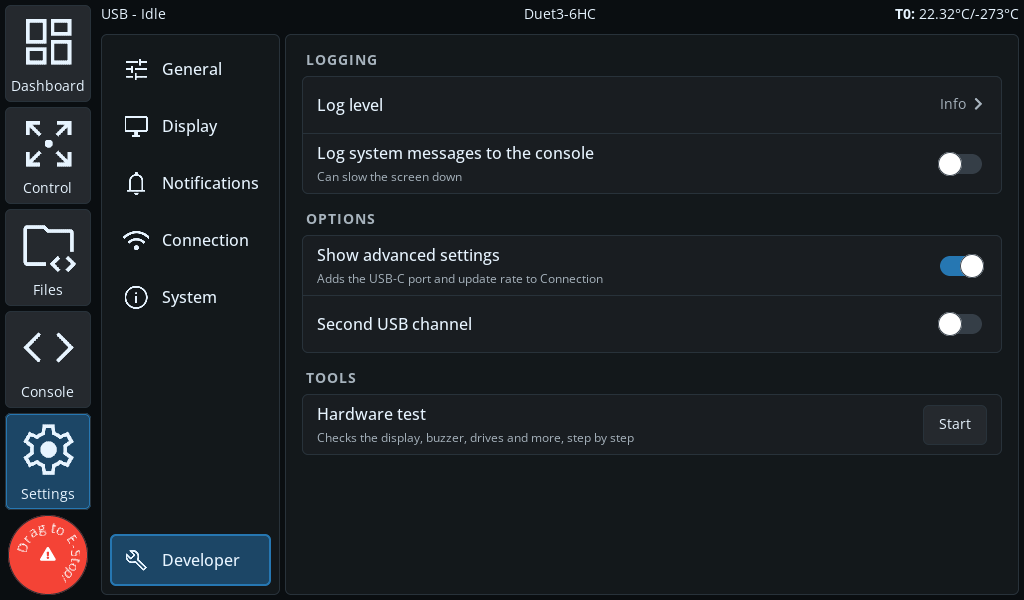 USB - Idle
Duet3-6HC
T0: 22.32°C/-273°C
Dashboard
Control
Files
Console
Settings
Drag to E-Stop!
General
Display
Notifications
Connection
System
Developer
LOGGING
Log level
Info
Log system messages to the console
Can slow the screen down
OPTIONS
Show advanced settings
Adds the USB-C port and update rate to Connection
Second USB channel
TOOLS
Hardware test
Checks the display, buzzer, drives and more, step by step
Start